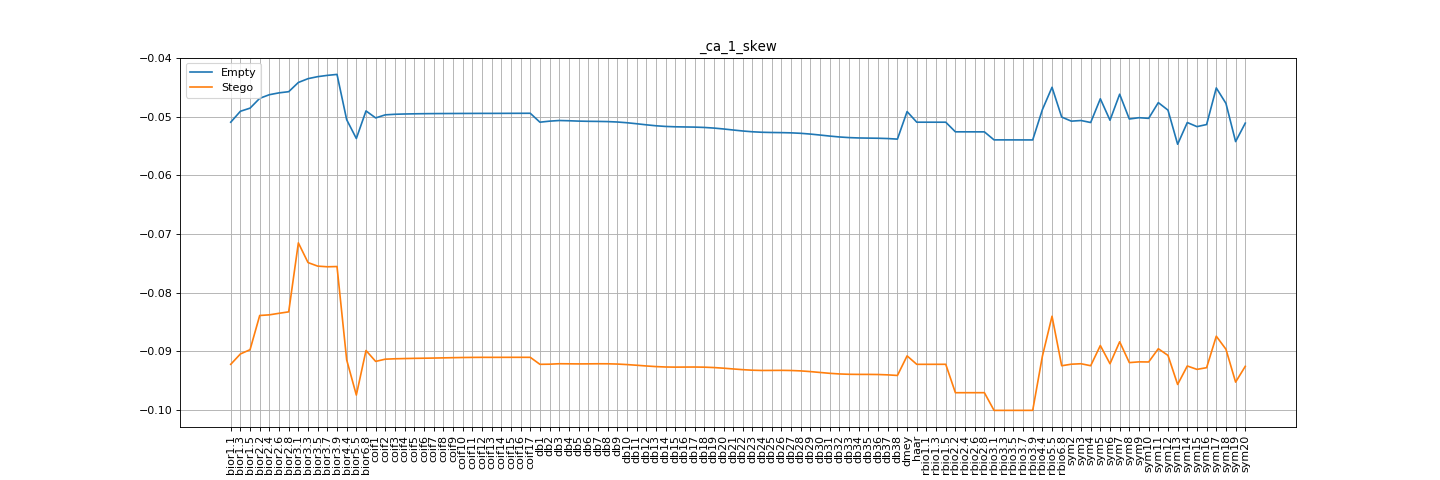 _ca_1_skew
Empty
Stego
−0.04
−0.05
−0.06
−0.07
−0.08
−0.09
−0.10
bior1.1
bior1.3
bior1.5
bior2.2
bior2.4
bior2.6
bior2.8
bior3.1
bior3.3
bior3.5
bior3.7
bior3.9
bior4.4
bior5.5
bior6.8
coif1
coif2
coif3
coif4
coif5
coif6
coif7
coif8
coif9
coif10
coif11
coif12
coif13
coif14
coif15
coif16
coif17
db1
db2
db3
db4
db5
db6
db7
db8
db9
db10
db11
db12
db13
db14
db15
db16
db17
db18
db19
db20
db21
db22
db23
db24
db25
db26
db27
db28
db29
db30
db31
db32
db33
db34
db35
db36
db37
db38
dmey
haar
rbio1.1
rbio1.3
rbio1.5
rbio2.2
rbio2.4
rbio2.6
rbio2.8
rbio3.1
rbio3.3
rbio3.5
rbio3.7
rbio3.9
rbio4.4
rbio5.5
rbio6.8
sym2
sym3
sym4
sym5
sym6
sym7
sym8
sym9
sym10
sym11
sym12
sym13
sym14
sym15
sym16
sym17
sym18
sym19
sym20